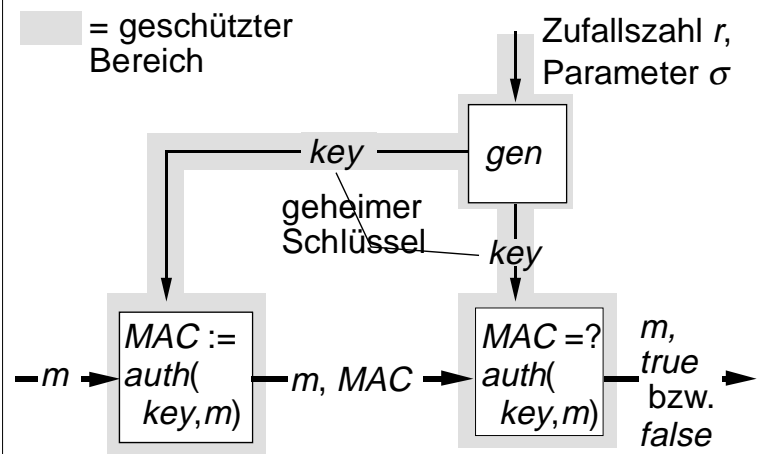 = geschützter
Bereich
Zufallszahl r,
Parameter σ
key
gen
geheimer
Schlüssel
key
MAC :=
auth(
key,m)
m
m, MAC
MAC =?
auth(
key,m)
m,
true
bzw.
false